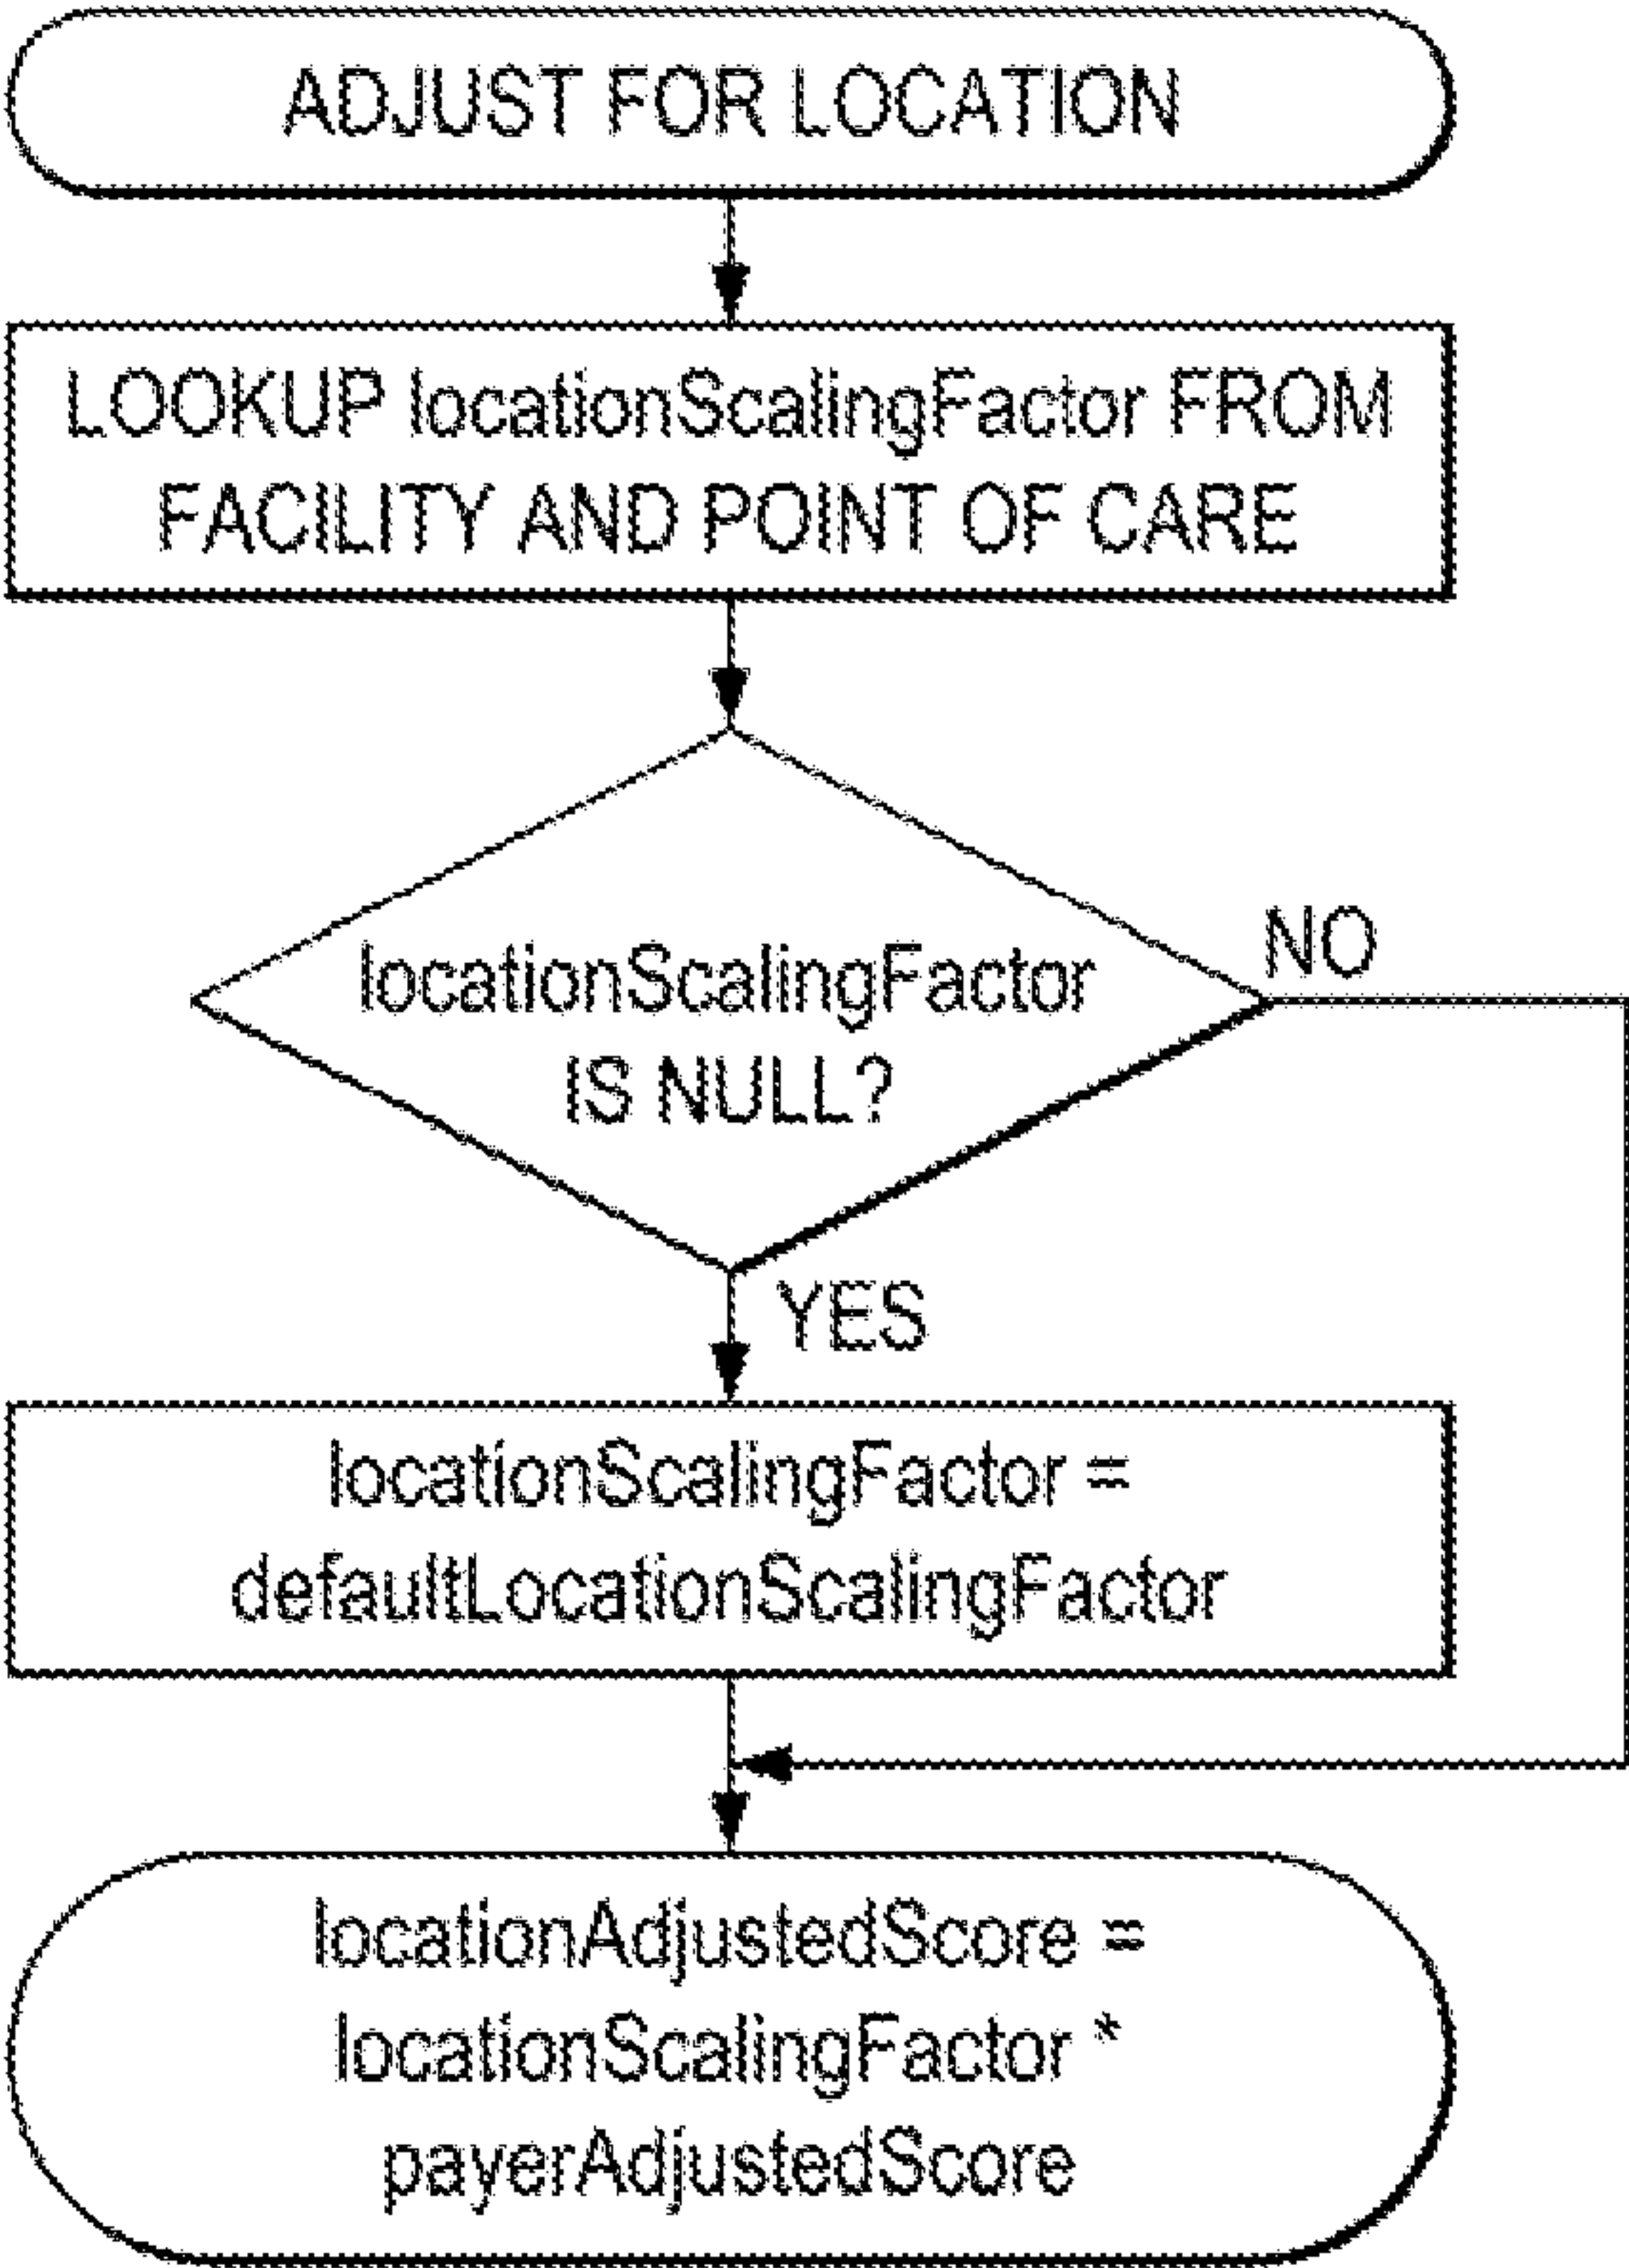 ADJUST FOR LOCATION
LOOKUP locationScalingFactor FROM
FACILITY AND POINT OF CARE
locationScalingFactor
IS NULL?
NO
YES
locationScalingFactor =
defaultLocationScalingFactor
locationAdjustedScore =
locationScalingFactor *
payerAdjustedScore